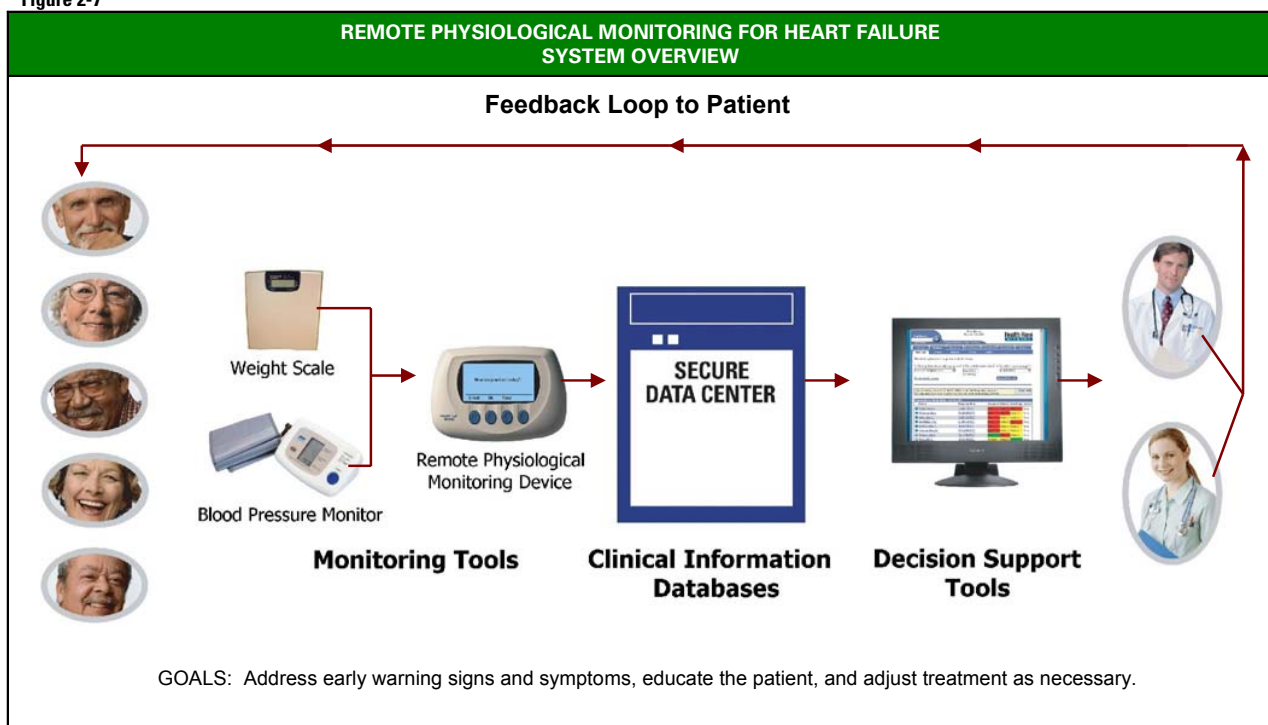 Figure 2-7
REMOTE PHYSIOLOGICAL MONITORING FOR HEART FAILURE
SYSTEM OVERVIEW
Feedback Loop to Patient
Weight Scale
Blood Pressure Monitor
Remote Physiological
Monitoring Device
SECURE
DATA CENTER
Monitoring Tools
Clinical Information
Databases
Decision Support
Tools
GOALS: Address early warning signs and symptoms, educate the patient, and adjust treatment as necessary.